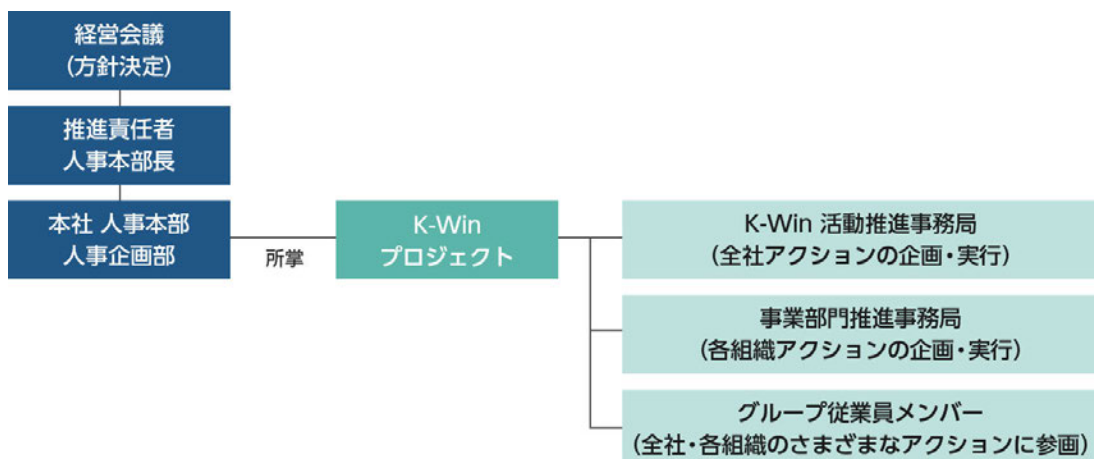 経営会議
(方針決定)
推進責任者
人事本部長
本社 人事本部
人事企画部
所掌
K-Win
プロジェクト
K-Win 活動推進事務局
(全社アクションの企画・実行)
事業部門推進事務局
(各組織アクションの企画・実行)
グループ従業員メンバー
(全社・各組織のさまざまなアクションに参画)